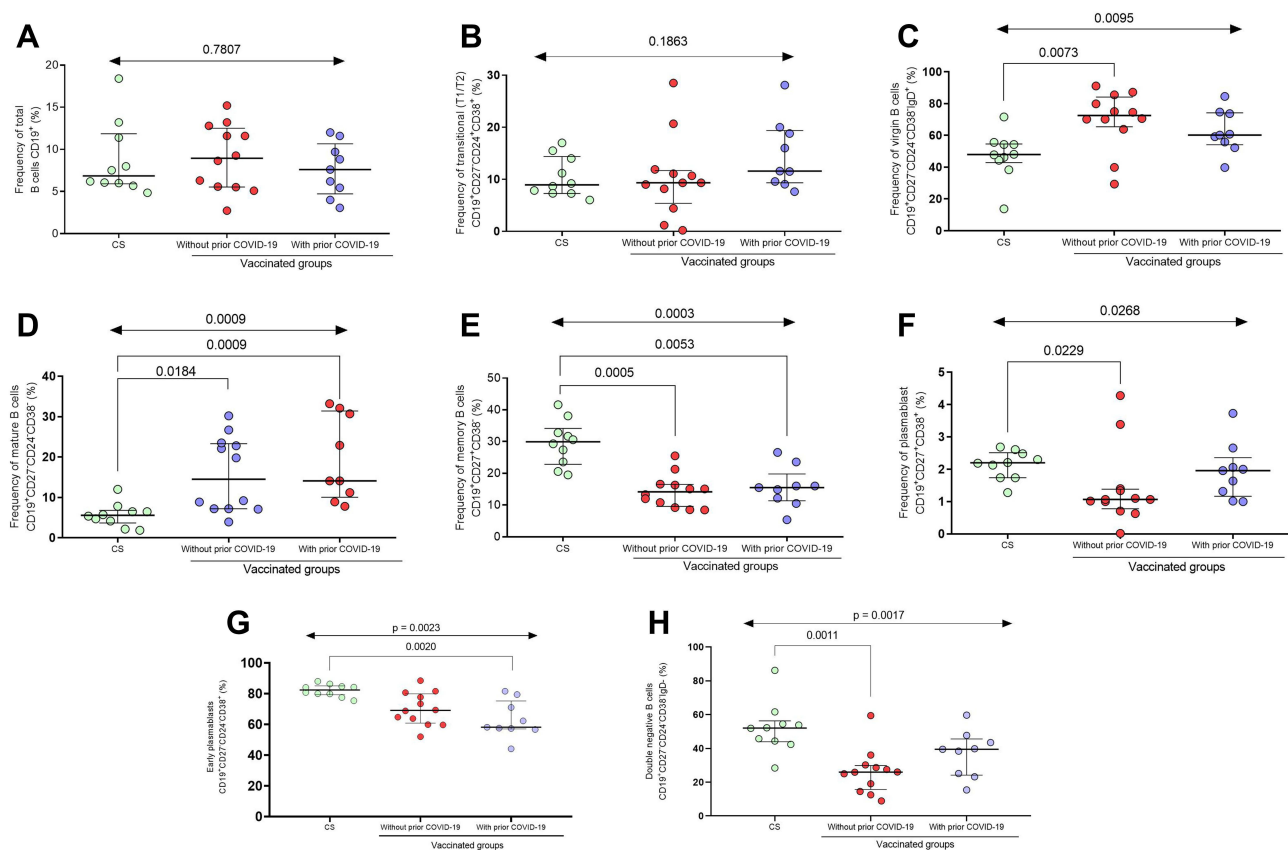 A
0.7807
Frequency of total
B cells CD19⁺ (%)
20
15
10
5
0
CS
Without prior COVID-19
With prior COVID-19
Vaccinated groups
B
0.1863
Frequency of transitional (T1/T2)
CD19⁺CD27⁻CD24⁺CD38⁺ (%)
30
20
10
0
CS
Without prior COVID-19
With prior COVID-19
Vaccinated groups
C
0.0095
0.0073
Frequency of virgin B cells
CD19⁺CD27⁻CD24⁻CD38⁻IgD⁺ (%)
100
80
60
40
20
0
CS
Without prior COVID-19
With prior COVID-19
Vaccinated groups
D
0.0009
0.0009
0.0184
Frequency of mature B cells
CD19⁺CD27⁻CD24⁻CD38⁻ (%)
40
30
20
10
0
CS
Without prior COVID-19
With prior COVID-19
Vaccinated groups
E
0.0003
0.0053
0.0005
Frequency of memory B cells
CD19⁺CD27⁺CD38⁻ (%)
50
40
30
20
10
0
CS
Without prior COVID-19
With prior COVID-19
Vaccinated groups
F
0.0268
0.0229
Frequency of plasmablast
CD19⁺CD27⁺CD38⁺ (%)
5
4
3
2
1
0
CS
Without prior COVID-19
With prior COVID-19
Vaccinated groups
G
p = 0.0023
0.0020
Early plasmablasts
CD19⁺CD27⁻CD24⁻CD38⁺ (%)
100
80
60
40
20
0
CS
Without prior COVID-19
With prior COVID-19
Vaccinated groups
H
p = 0.0017
0.0011
Double negative B cells
CD19⁺CD27⁻CD24⁻CD38⁻IgD- (%)
100
80
60
40
20
0
CS
Without prior COVID-19
With prior COVID-19
Vaccinated groups